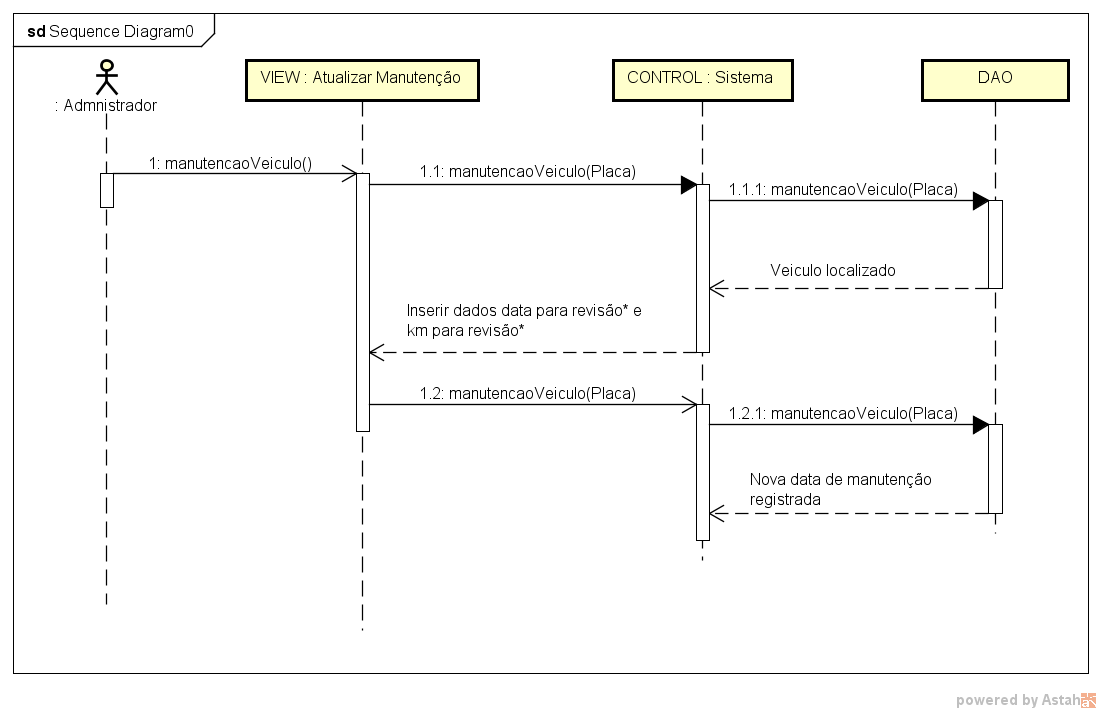 sd Sequence Diagram0
: Admnistrador
VIEW : Atualizar Manutenção
CONTROL : Sistema
DAO
1: manutencaoVeiculo()
1.1: manutencaoVeiculo(Placa)
1.1.1: manutencaoVeiculo(Placa)
Veiculo localizado
Inserir dados data para revisão* e
km para revisão*
1.2: manutencaoVeiculo(Placa)
1.2.1: manutencaoVeiculo(Placa)
Nova data de manutenção
registrada
powered by Astah